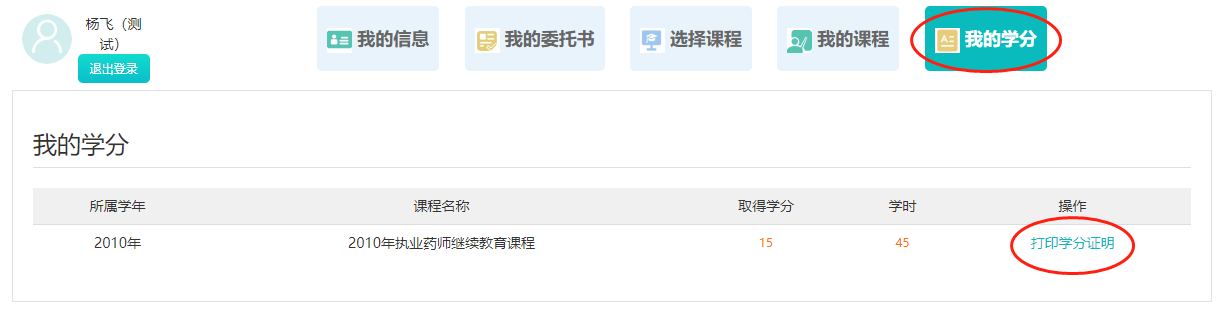 杨飞（测
试）
退出登录
我的信息
我的委托书
选择课程
我的课程
我的学分
我的学分
所属学年 课程名称 取得学分 学时 操作
2010年 2010年执业药师继续教育课程 15 45 打印学分证明